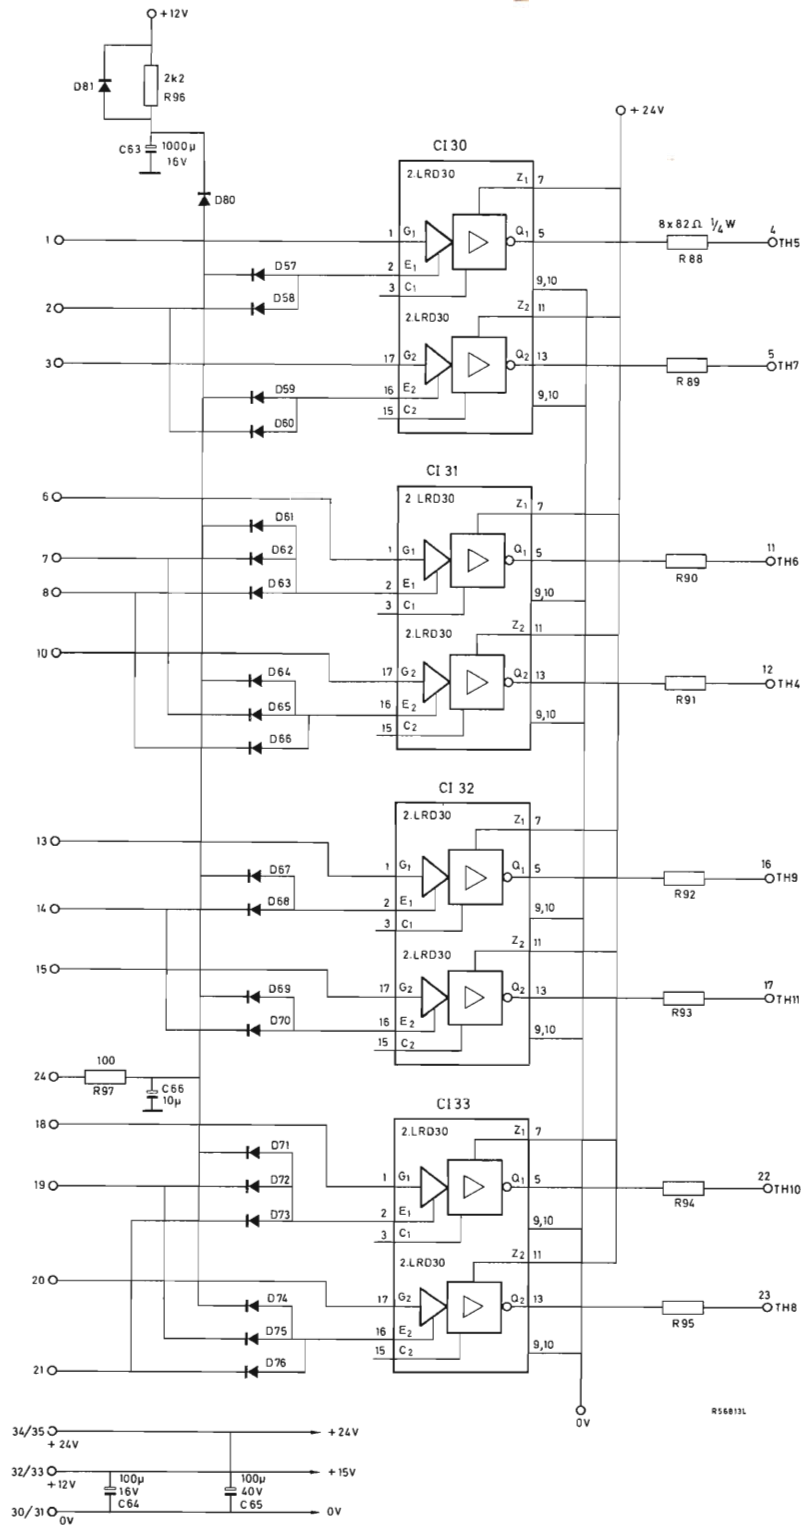 +12V
D81
2k2
R96
+ 24V
C63
1000µ
16V
CI 30
D80
2.LRD30
Z1 7
8x82Ω ¼W
1
1 G1
Q1 5
R88
4
TH5
D57
2 E1
3 C1
9,10
2
D58
2.LRD30
Z2 11
3
17 G2
Q2 13
R89
5
TH7
D59
16 E2
15 C2
9,10
D60
CI 31
6
2 LRD30
Z1 7
D61
7
D62
1 G1
Q1 5
R90
11
TH6
8
D63
2 E1
3 C1
9,10
2.LRD30
Z2 11
10
D64
17 G2
Q2 13
R91
12
TH4
D65
16 E2
15 C2
9,10
D66
CI 32
2.LRD30
Z1 7
13
D67
1 G1
Q1 5
R92
16
TH9
14
D68
2 E1
3 C1
9,10
2.LRD30
Z2 11
15
D69
17 G2
Q2 13
R93
17
TH11
D70
16 E2
15 C2
9,10
24
100
R97
C66
10µ
CI 33
18
2.LRD30
Z1 7
D71
19
D72
1 G1
Q1 5
R94
22
TH10
D73
2 E1
3 C1
9,10
2.LRD30
Z2 11
20
D74
17 G2
Q2 13
R95
23
TH8
D75
16 E2
15 C2
9,10
21
D76
0V
RS6813L
34/35
+ 24V
+ 24V
32/33
+12V
100µ
16V
C64
100µ
40V
C65
+15V
30/31
0V
0V